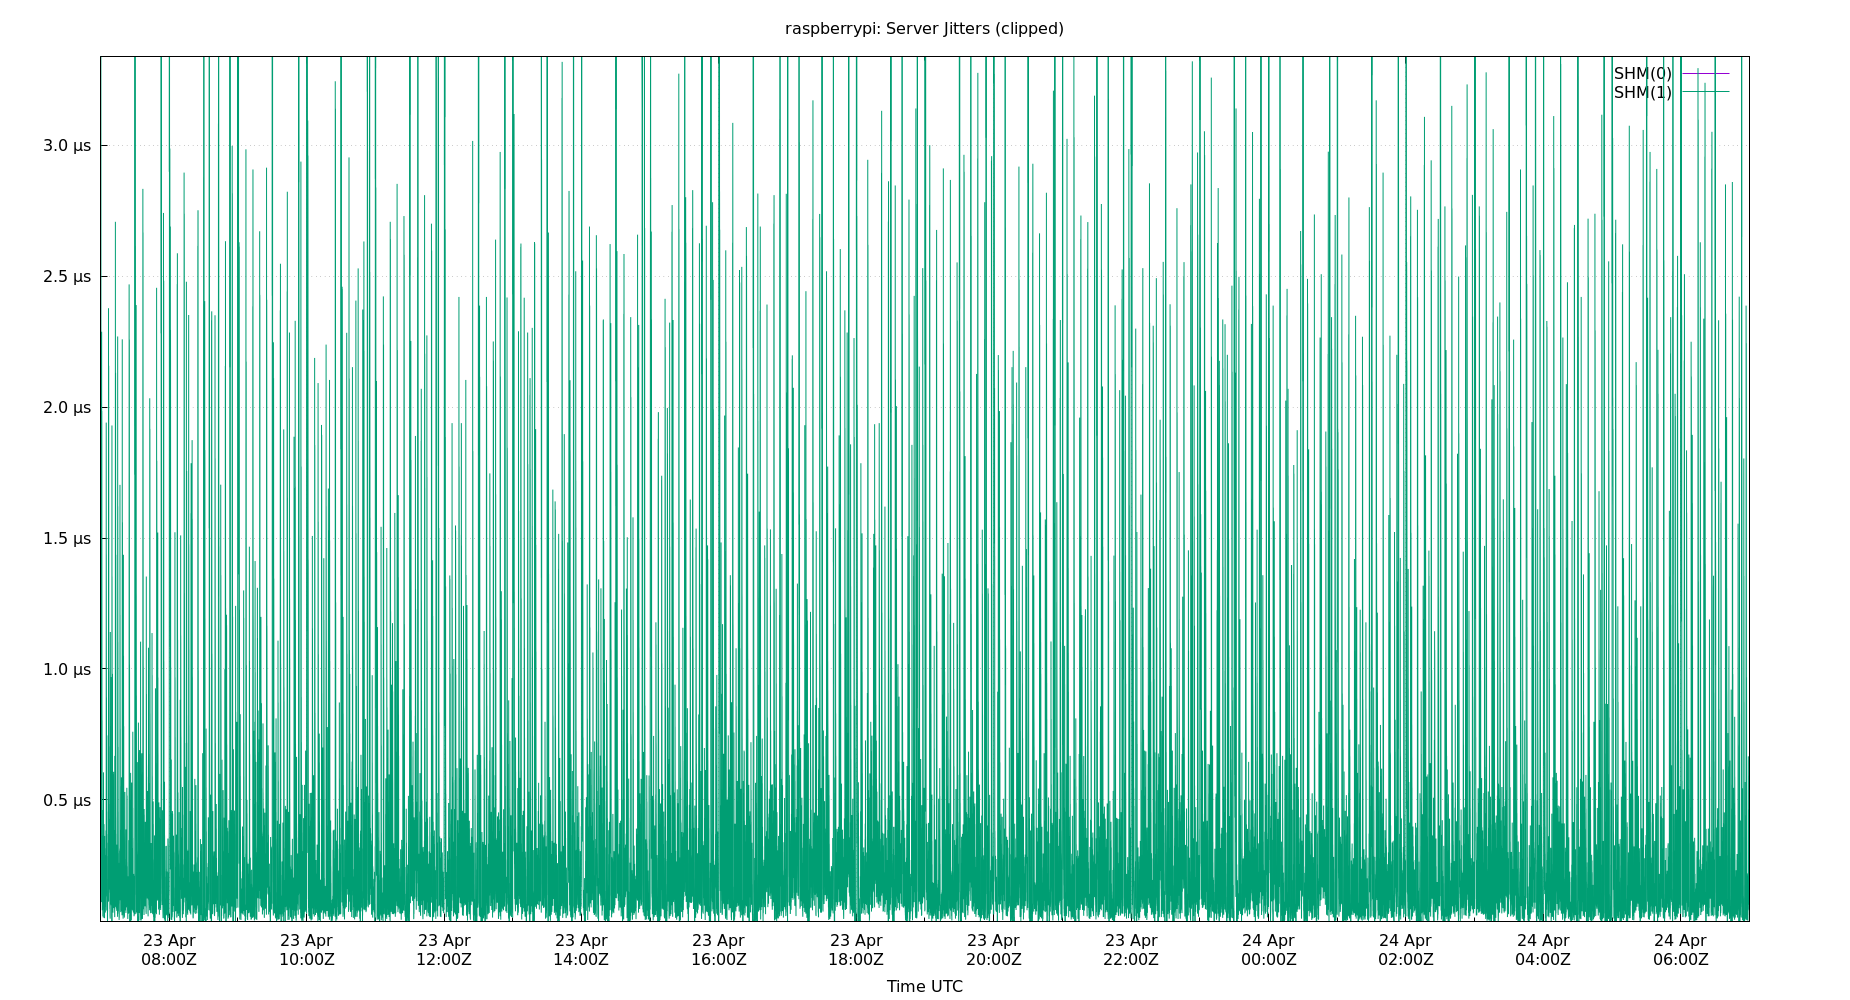 raspberrypi: Server Jitters (clipped)
SHM(0)
SHM(1)
3.0 µs
2.5 µs
2.0 µs
1.5 µs
1.0 µs
0.5 µs
23 Apr 23 Apr 23 Apr 23 Apr 23 Apr 23 Apr 23 Apr 23 Apr 24 Apr 24 Apr 24 Apr 24 Apr
08:00Z 10:00Z 12:00Z 14:00Z 16:00Z 18:00Z 20:00Z 22:00Z 00:00Z 02:00Z 04:00Z 06:00Z
Time UTC